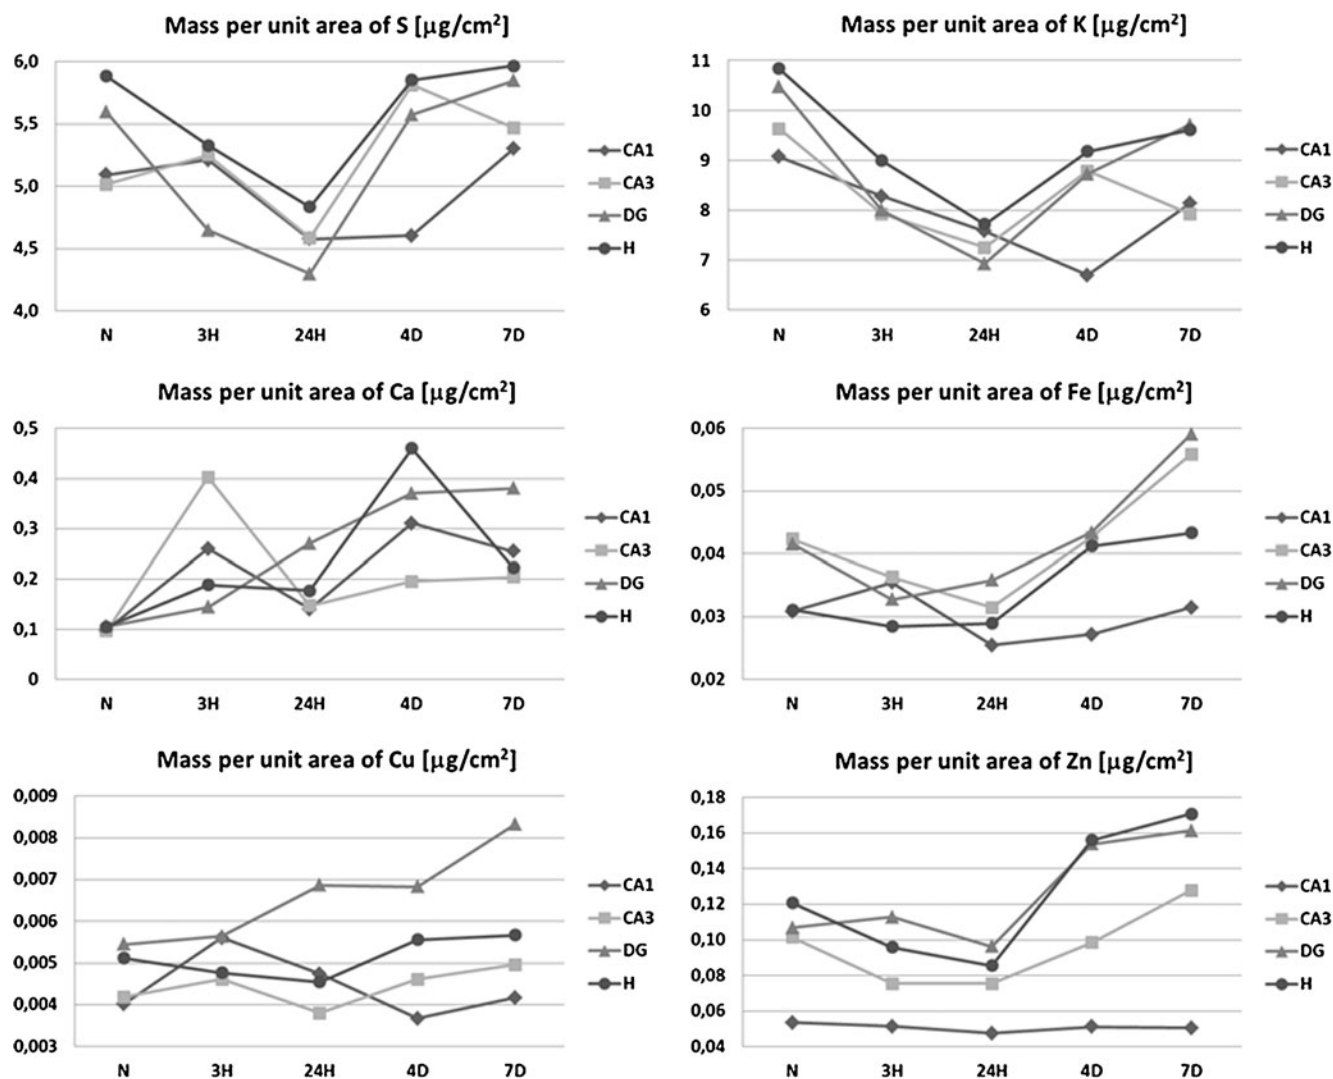 Mass per unit area of S [μg/cm²]
6,0
5,5
5,0
4,5
4,0
N 3H 24H 4D 7D
CA1
CA3
DG
H
Mass per unit area of K [μg/cm²]
11
10
9
8
7
6
N 3H 24H 4D 7D
CA1
CA3
DG
H
Mass per unit area of Ca [μg/cm²]
0,5
0,4
0,3
0,2
0,1
0
N 3H 24H 4D 7D
CA1
CA3
DG
H
Mass per unit area of Fe [μg/cm²]
0,06
0,05
0,04
0,03
0,02
N 3H 24H 4D 7D
CA1
CA3
DG
H
Mass per unit area of Cu [μg/cm²]
0,009
0,008
0,007
0,006
0,005
0,004
0,003
N 3H 24H 4D 7D
CA1
CA3
DG
H
Mass per unit area of Zn [μg/cm²]
0,18
0,16
0,14
0,12
0,10
0,08
0,06
0,04
N 3H 24H 4D 7D
CA1
CA3
DG
H